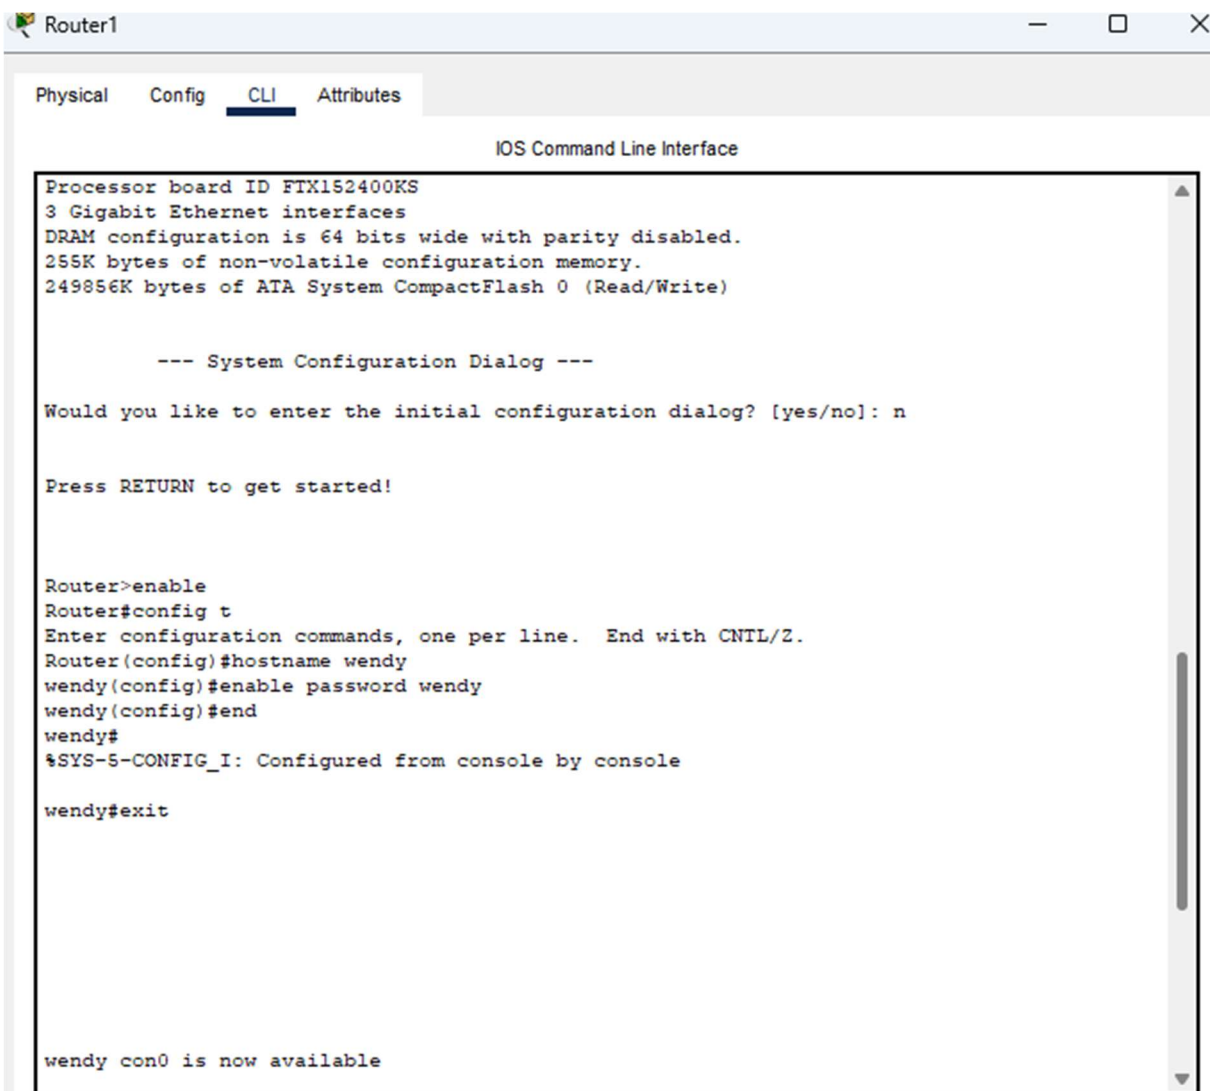 Router1
Physical Config CLI Attributes
IOS Command Line Interface
Processor board ID FTX152400KS
3 Gigabit Ethernet interfaces
DRAM configuration is 64 bits wide with parity disabled.
255K bytes of non-volatile configuration memory.
249856K bytes of ATA System CompactFlash 0 (Read/Write)
--- System Configuration Dialog ---
Would you like to enter the initial configuration dialog? [yes/no]: n
Press RETURN to get started!
Router>enable
Router#config t
Enter configuration commands, one per line.  End with CNTL/Z.
Router(config)#hostname wendy
wendy(config)#enable password wendy
wendy(config)#end
wendy#
%SYS-5-CONFIG_I: Configured from console by console
wendy#exit
wendy con0 is now available